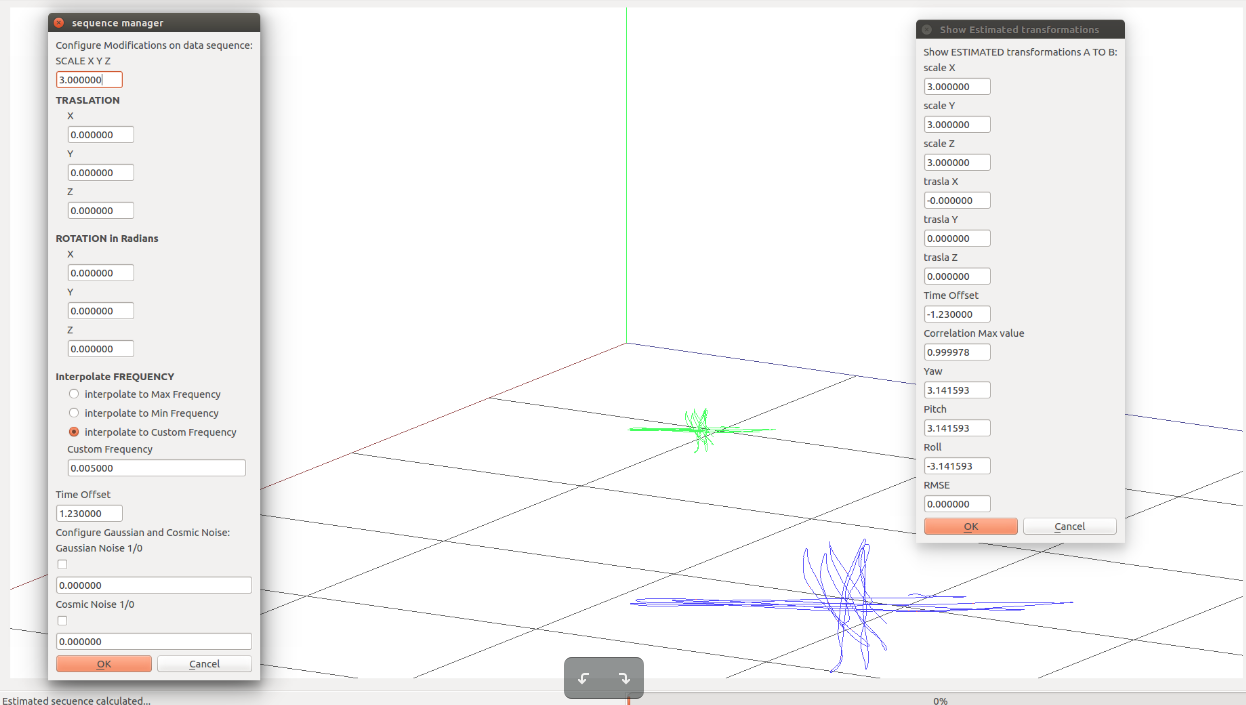 sequence manager
Configure Modifications on data sequence:
SCALE X Y Z
3.000000
TRASLATION
X
0.000000
Y
0.000000
Z
0.000000
ROTATION in Radians
X
0.000000
Y
0.000000
Z
0.000000
Interpolate FREQUENCY
interpolate to Max Frequency
interpolate to Min Frequency
interpolate to Custom Frequency
Custom Frequency
0.005000
Time Offset
1.230000
Configure Gaussian and Cosmic Noise:
Gaussian Noise 1/0
0.000000
Cosmic Noise 1/0
0.000000
OK Cancel
Show Estimated transformations
Show ESTIMATED transformations A TO B:
scale X
3.000000
scale Y
3.000000
scale Z
3.000000
trasla X
-0.000000
trasla Y
0.000000
trasla Z
0.000000
Time Offset
-1.230000
Correlation Max value
0.999978
Yaw
3.141593
Pitch
3.141593
Roll
-3.141593
RMSE
0.000000
OK Cancel
Estimated secuence calculated...
0%